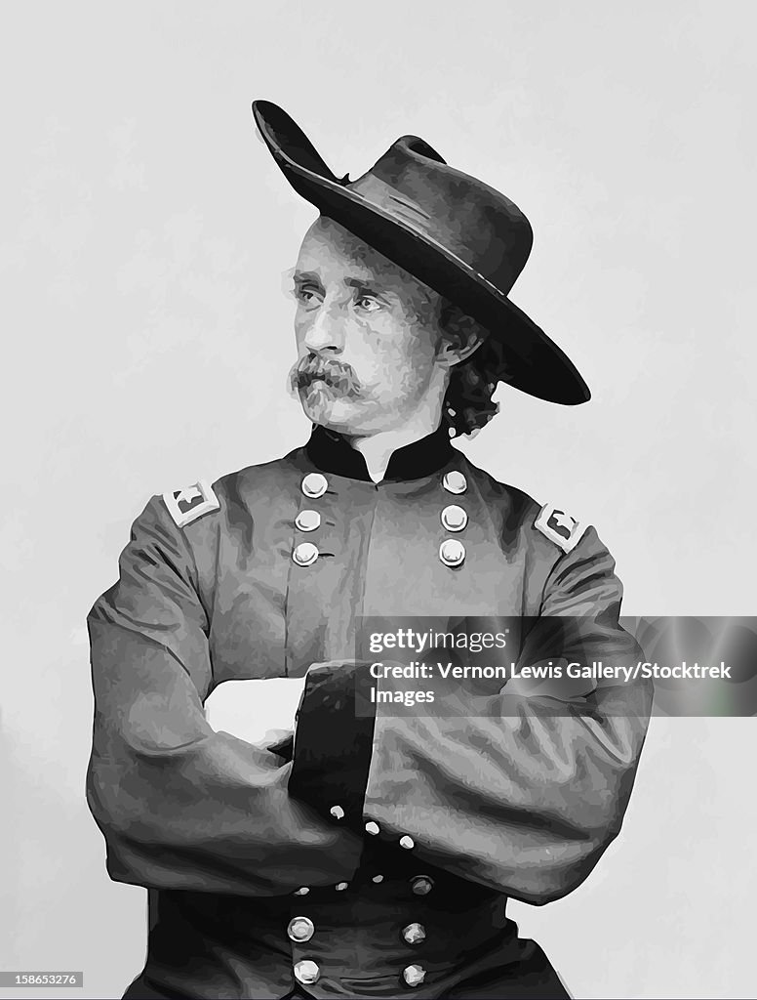 gettyimages®
Credit: Vernon Lewis Gallery/Stocktrek
Images
158653276